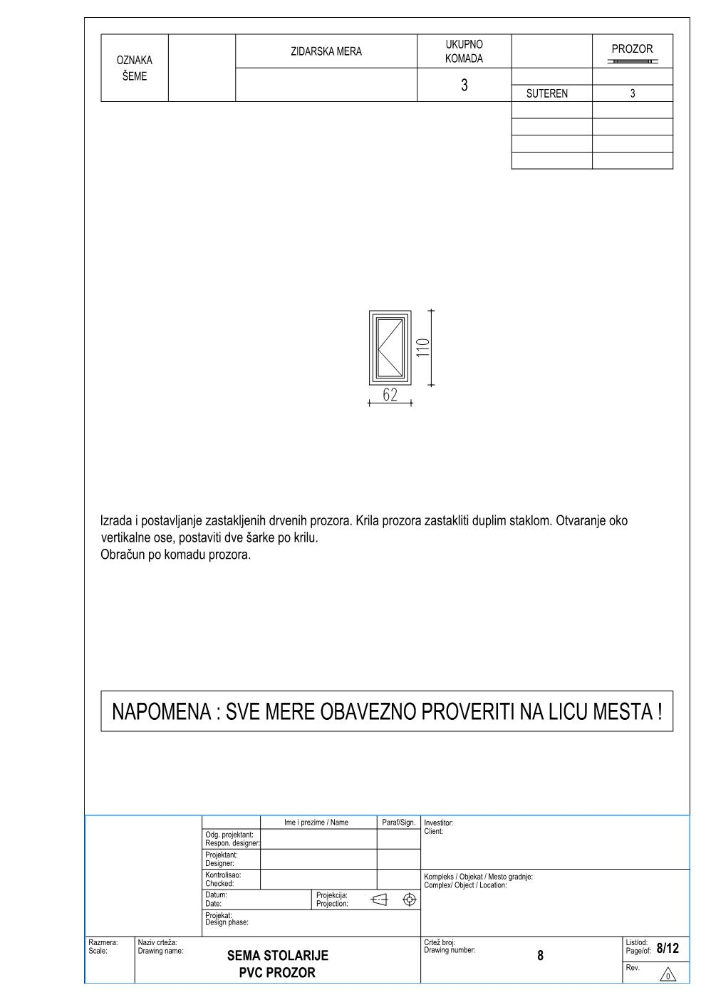 OZNAKA
ŠEME
ZIDARSKA MERA
UKUPNO
KOMADA
3
PROZOR
SUTEREN 3
110
62
Izrada i postavljanje zastakljenih drvenih prozora. Krila prozora zastakliti duplim staklom. Otvaranje oko
vertikalne ose, postaviti dve šarke po krilu.
Obračun po komadu prozora.
NAPOMENA : SVE MERE OBAVEZNO PROVERITI NA LICU MESTA !
Ime i prezime / Name
Paraf/Sign.
Odg. projektant:
Respon. designer:
Projektant:
Designer:
Kontrolisao:
Checked:
Datum:
Date:
Projekcija:
Projection:
Projekat:
Design phase:
Investitor:
Client:
Kompleks / Objekat / Mesto gradnje:
Complex/ Object / Location:
Razmera:
Scale:
Naziv crteža:
Drawing name:
SEMA STOLARIJE
PVC PROZOR
Crtež broj:
Drawing number:
8
List/od:
Page/of:
8/12
Rev.
0